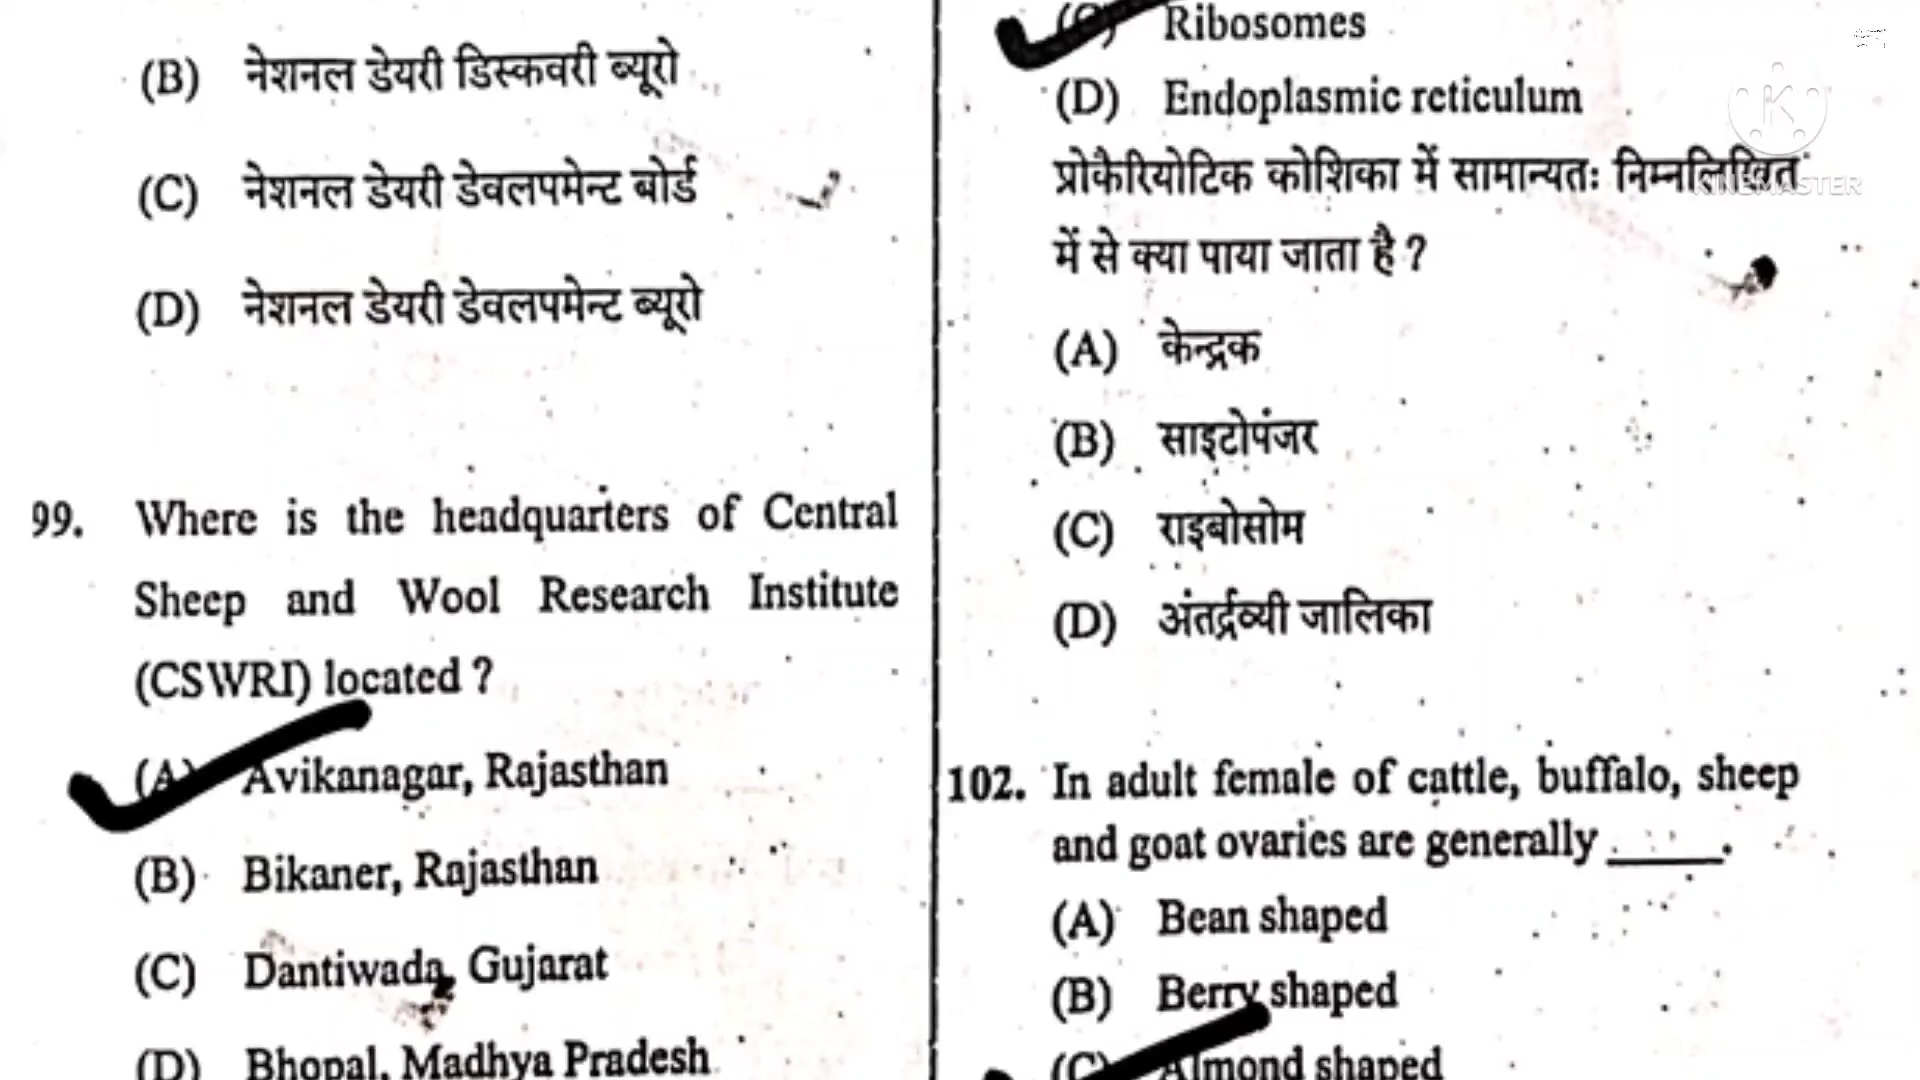 (B) नेशनल डेयरी डिस्कवरी ब्यूरो
(C) नेशनल डेयरी डेवलपमेन्ट बोर्ड
(D) नेशनल डेयरी डेवलपमेन्ट ब्यूरो
99. Where is the headquarters of Central
Sheep and Wool Research Institute
(CSWRI) located ?
(A) Avikanagar, Rajasthan
(B) Bikaner, Rajasthan
(C) Dantiwada, Gujarat
(D) Bhopal, Madhya Pradesh
(C) Ribosomes
(D) Endoplasmic reticulum
प्रोकैरियोटिक कोशिका में सामान्यतः निम्नलिखित
में से क्या पाया जाता है ?
(A) केन्द्रक
(B) साइटोपंजर
(C) राइबोसोम
(D) अंतर्द्रव्यी जालिका
102. In adult female of cattle, buffalo, sheep
and goat ovaries are generally _____.
(A) Bean shaped
(B) Berry shaped
(C) Almond shaped
K
KINEMASTER